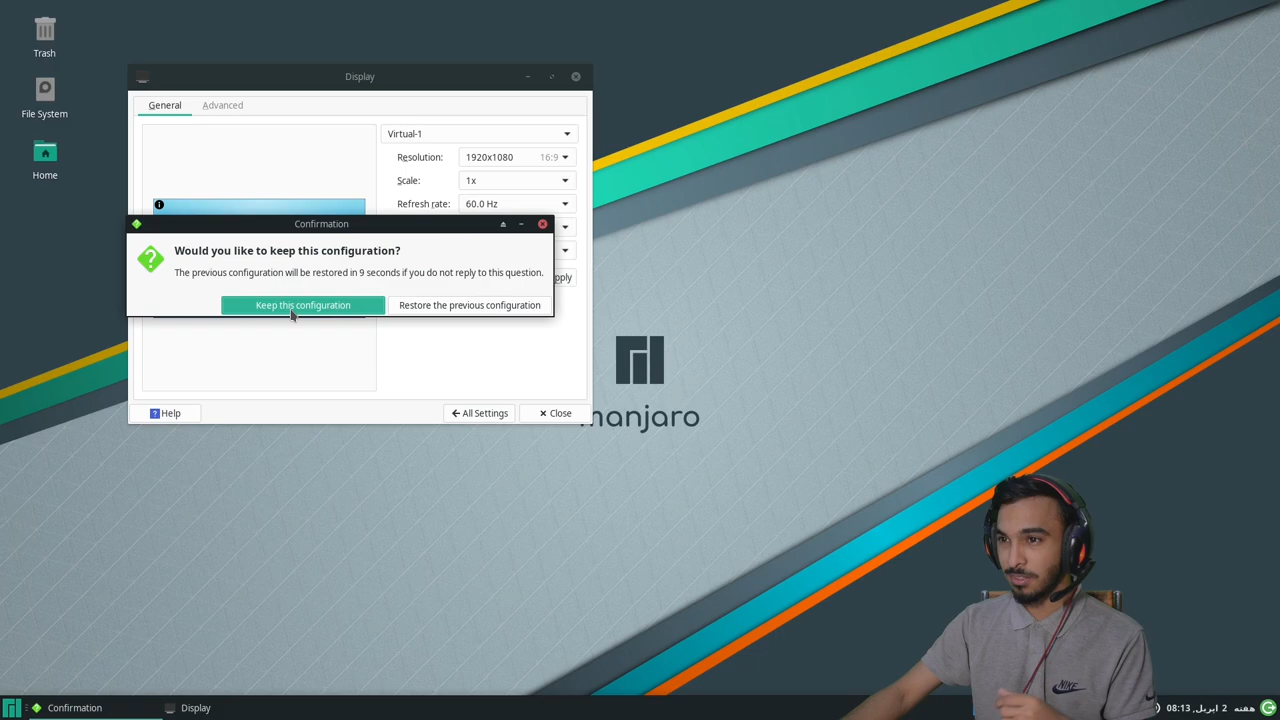 Trash
File System
Home
Display
General
Advanced
Virtual-1
Resolution:
1920x1080
16:9
Scale:
1x
Refresh rate:
60.0 Hz
Confirmation
Would you like to keep this configuration?
The previous configuration will be restored in 9 seconds if you do not reply to this question.
Keep this configuration
Restore the previous configuration
Help
All Settings
Close
manjaro
NIKE
Confirmation
Display
هفته 2 اپریل, 08:13